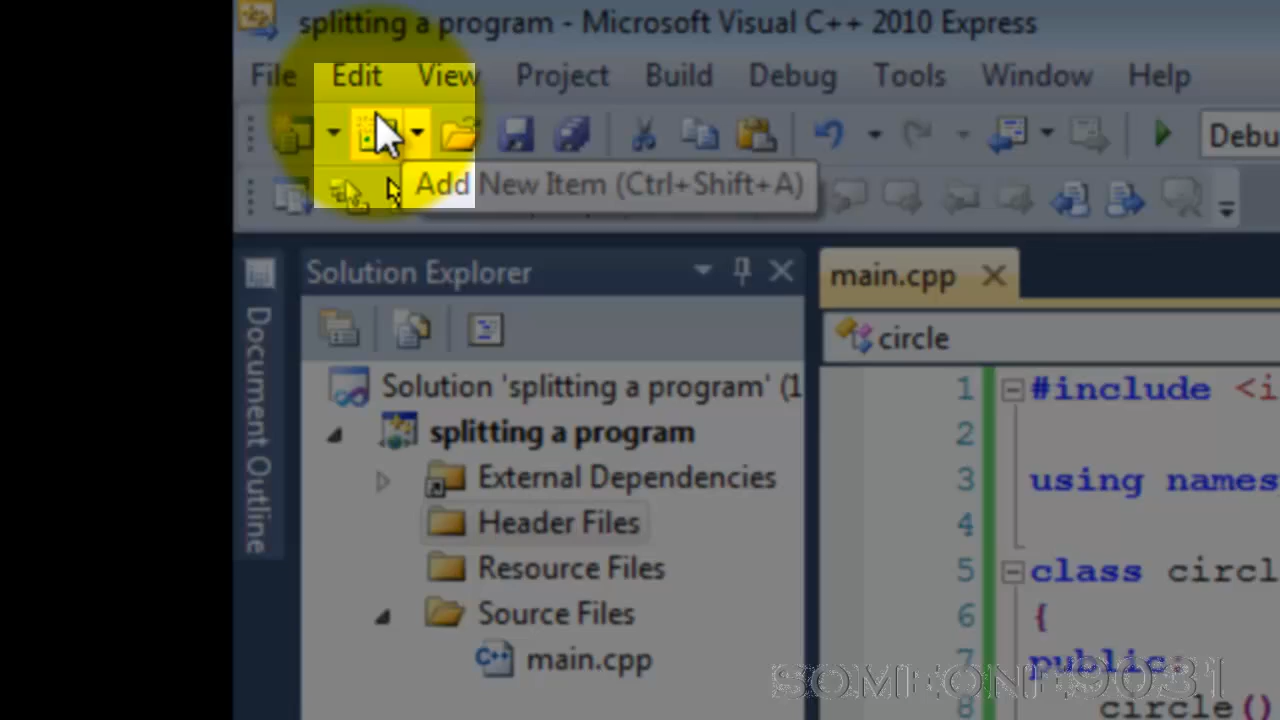 splitting a program - Microsoft Visual C++ 2010 Express
File Edit View Project Build Debug Tools Window Help
Debu
Add New Item (Ctrl+Shift+A)
Solution Explorer
main.cpp
Document Outline
circle
Solution 'splitting a program' (1
splitting a program
External Dependencies
Header Files
Resource Files
Source Files
C++ main.cpp
1 #include <i
2
3 using names
4
5 class circl
6 {
7 public:
8 circle()
SOMEONE9031